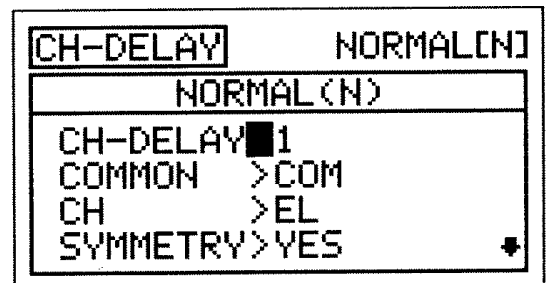 CH-DELAY NORMAL[N]
NORMAL(N)
CH-DELAY 1
COMMON >COM
CH >EL
SYMMETRY>YES